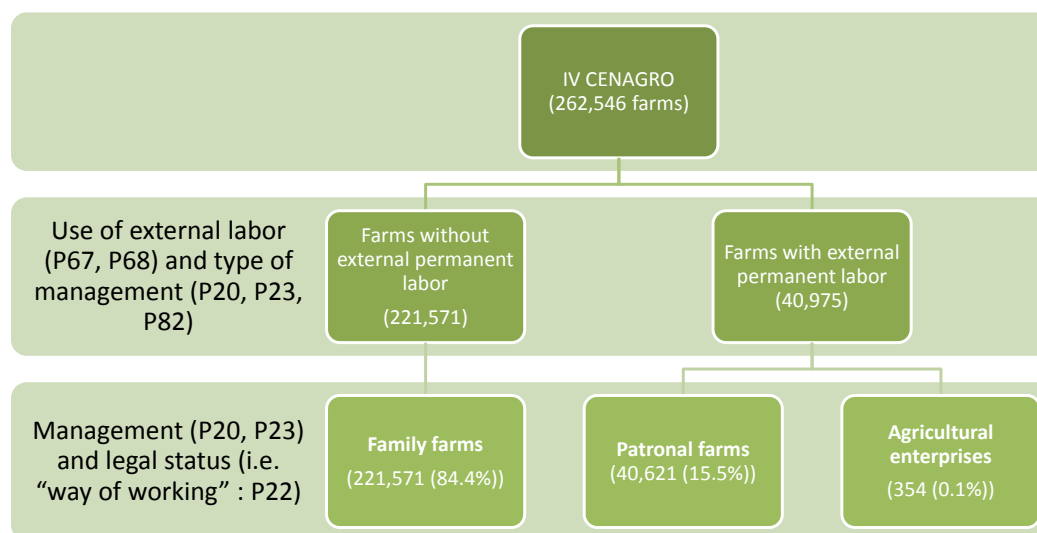 IV CENAGRO
(262,546 farms)
Use of external labor
(P67, P68) and type of
management (P20, P23,
P82)
Farms without
external permanent
labor
(221,571)
Farms with external
permanent labor
(40,975)
Management (P20, P23)
and legal status (i.e.
“way of working” : P22)
Family farms
(221,571 (84.4%))
Patronal farms
(40,621 (15.5%))
Agricultural
enterprises
(354 (0.1%))